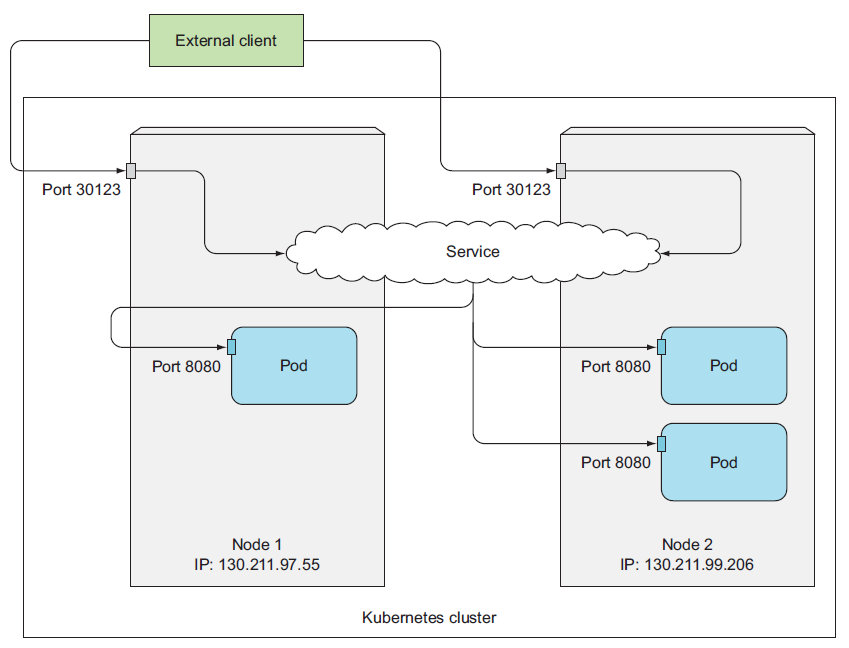 External client
Port 30123
Port 30123
Service
Port 8080
Pod
Port 8080
Pod
Port 8080
Pod
Node 1
IP: 130.211.97.55
Node 2
IP: 130.211.99.206
Kubernetes cluster